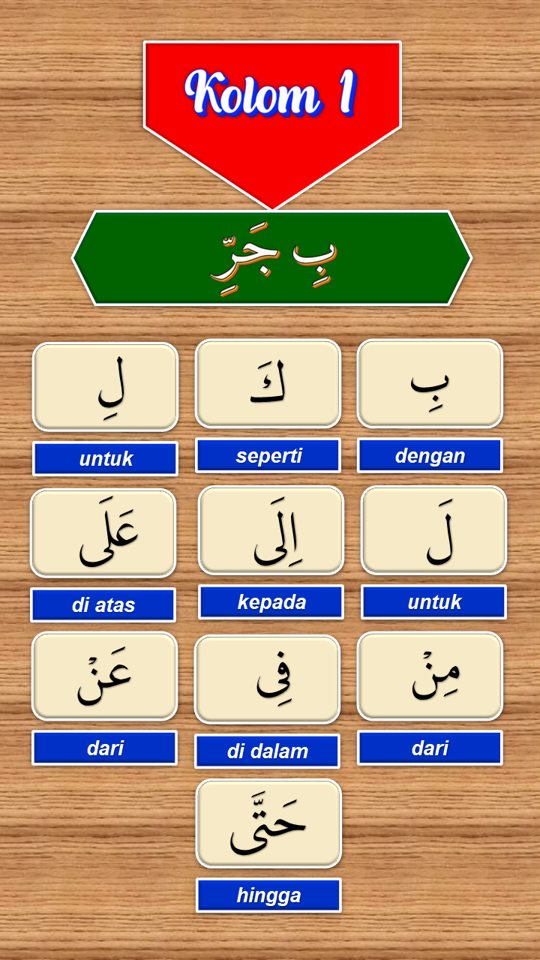 Kolom 1
بِ جَرِّ
بِ
كَ
لِ
dengan
seperti
untuk
لَ
اِلَى
عَلَى
untuk
kepada
di atas
مِنْ
فِى
عَنْ
dari
di dalam
dari
حَتَّى
hingga